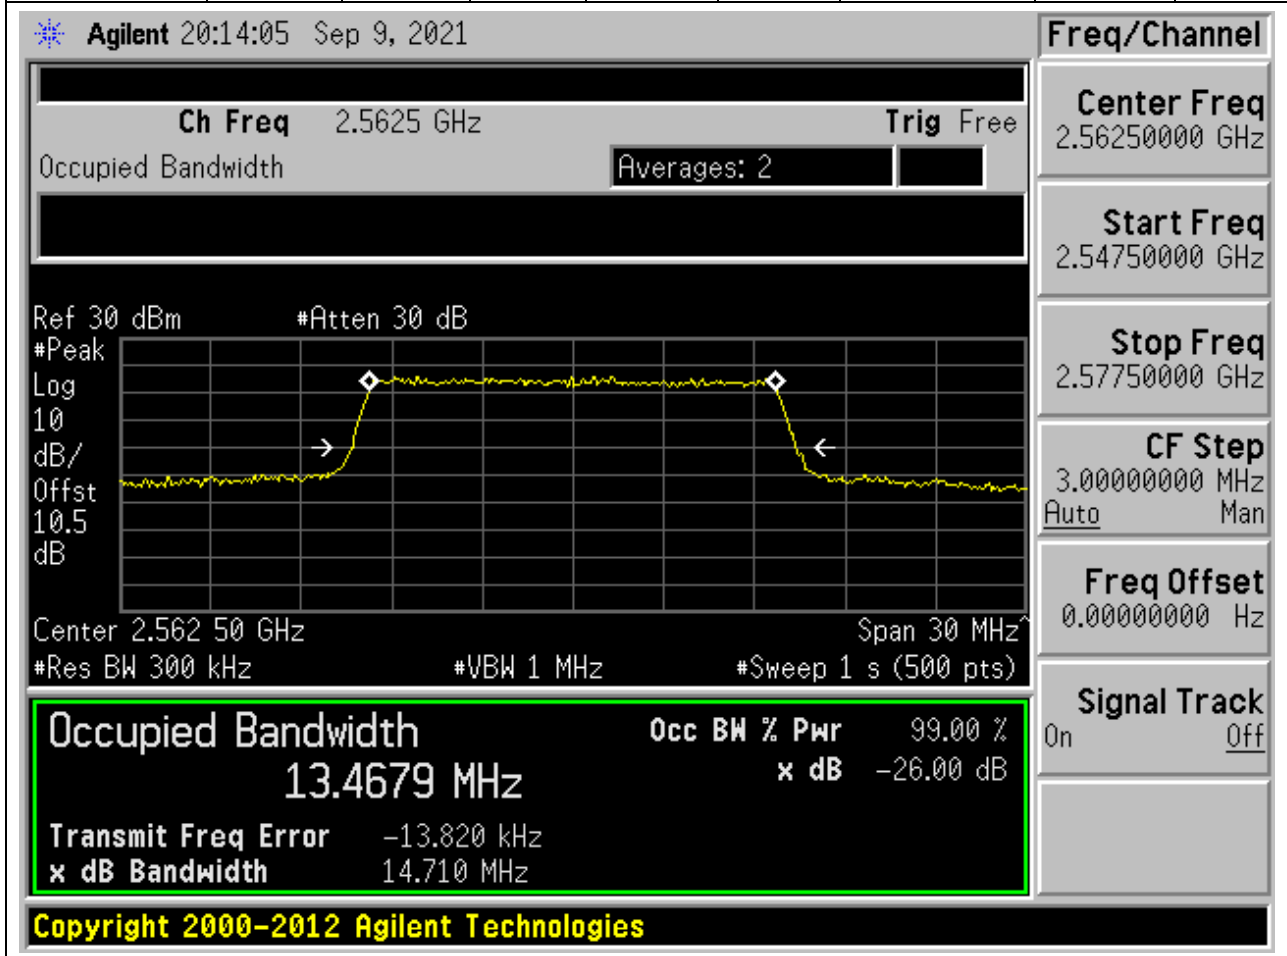 Agilent 20:14:05 Sep 9, 2021
Freq/Channel
Ch Freq 2.5625 GHz
Trig Free
Occupied Bandwidth
Averages: 2
Center Freq
2.56250000 GHz
Start Freq
2.54750000 GHz
Stop Freq
2.57750000 GHz
CF Step
3.00000000 MHz
Auto Man
Freq Offset
0.00000000 Hz
Signal Track
On Off
Ref 30 dBm #Atten 30 dB
#Peak
Log
10
dB/
Offst
10.5
dB
Center 2.562 50 GHz Span 30 MHz^
#Res BW 300 kHz #VBW 1 MHz #Sweep 1 s (500 pts)
Occupied Bandwidth
13.4679 MHz
Occ BW % Pwr 99.00 %
x dB -26.00 dB
Transmit Freq Error -13.820 kHz
x dB Bandwidth 14.710 MHz
Copyright 2000-2012 Agilent Technologies